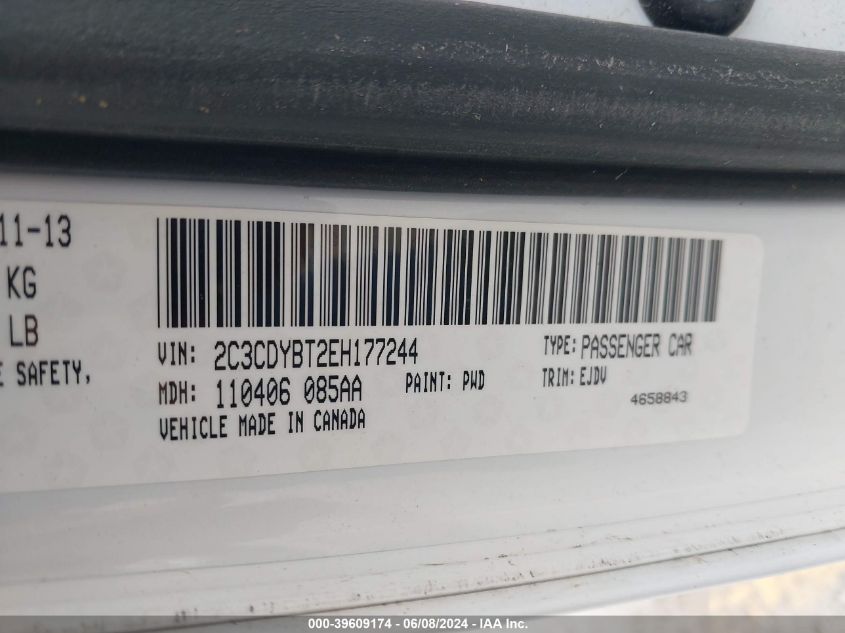 11-13
KG
LB
E SAFETY,
VIN: 2C3CDYBT2EH177244
TYPE: PASSENGER CAR
MDH: 110406 085AA
PAINT: PWD
TRIM: EJDV
VEHICLE MADE IN CANADA
4658843
000-39609174 - 06/08/2024 - IAA Inc.